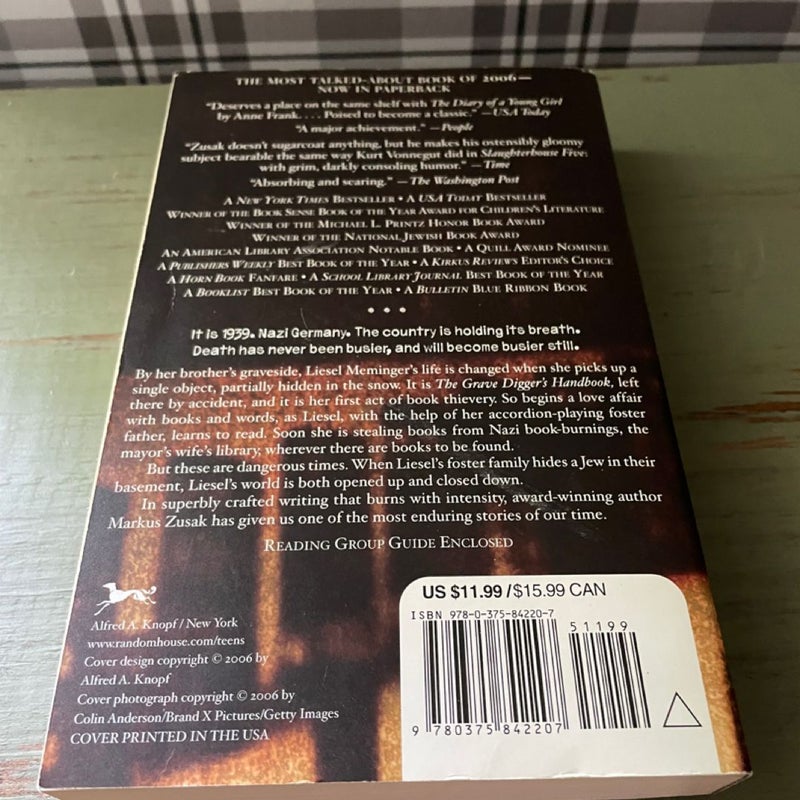 THE MOST TALKED-ABOUT BOOK OF 2006—
NOW IN PAPERBACK
“Deserves a place on the same shelf with The Diary of a Young Girl
by Anne Frank. . . . Poised to become a classic.” —USA Today
“A major achievement.” —People
“Zusak doesn’t sugarcoat anything, but he makes his ostensibly gloomy
subject bearable the same way Kurt Vonnegut did in Slaughterhouse Five:
with grim, darkly consoling humor.” —Time
“Absorbing and searing.” —The Washington Post
A NEW YORK TIMES BESTSELLER • A USA TODAY BESTSELLER
WINNER OF THE BOOK SENSE BOOK OF THE YEAR AWARD FOR CHILDREN’S LITERATURE
WINNER OF THE MICHAEL L. PRINTZ HONOR BOOK AWARD
WINNER OF THE NATIONAL JEWISH BOOK AWARD
AN AMERICAN LIBRARY ASSOCIATION NOTABLE BOOK • A QUILL AWARD NOMINEE
A PUBLISHERS WEEKLY BEST BOOK OF THE YEAR • A KIRKUS REVIEWS EDITOR’S CHOICE
A HORN BOOK FANFARE • A SCHOOL LIBRARY JOURNAL BEST BOOK OF THE YEAR
A BOOKLIST BEST BOOK OF THE YEAR • A BULLETIN BLUE RIBBON BOOK
• • •
It is 1939. Nazi Germany. The country is holding its breath.
Death has never been busier, and will become busier still.
By her brother’s graveside, Liesel Meminger’s life is changed when she picks up a
single object, partially hidden in the snow. It is The Grave Digger’s Handbook, left
there by accident, and it is her first act of book thievery. So begins a love affair
with books and words, as Liesel, with the help of her accordion-playing foster
father, learns to read. Soon she is stealing books from Nazi book-burnings, the
mayor’s wife’s library, wherever there are books to be found.
But these are dangerous times. When Liesel’s foster family hides a Jew in their
basement, Liesel’s world is both opened up and closed down.
In superbly crafted writing that burns with intensity, award-winning author
Markus Zusak has given us one of the most enduring stories of our time.
READING GROUP GUIDE ENCLOSED
Alfred A. Knopf / New York
www.randomhouse.com/teens
Cover design copyright © 2006 by
Alfred A. Knopf
Cover photograph copyright © 2006 by
Colin Anderson/Brand X Pictures/Getty Images
COVER PRINTED IN THE USA
US $11.99 / $15.99 CAN
ISBN 978-0-375-84220-7
51199
9 780375 842207